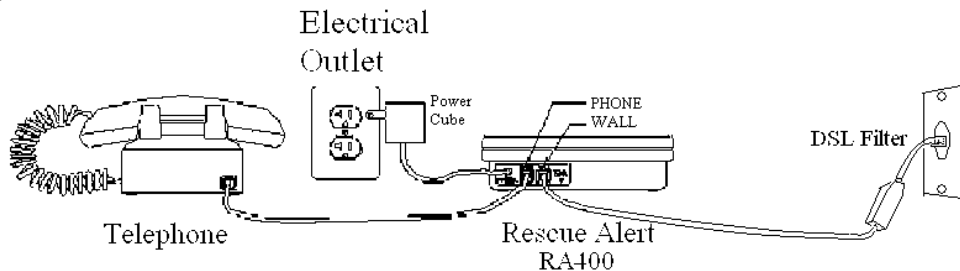 Electrical
Outlet
Power
Cube
PHONE
WALL
DSL Filter
Telephone
Rescue Alert
RA400